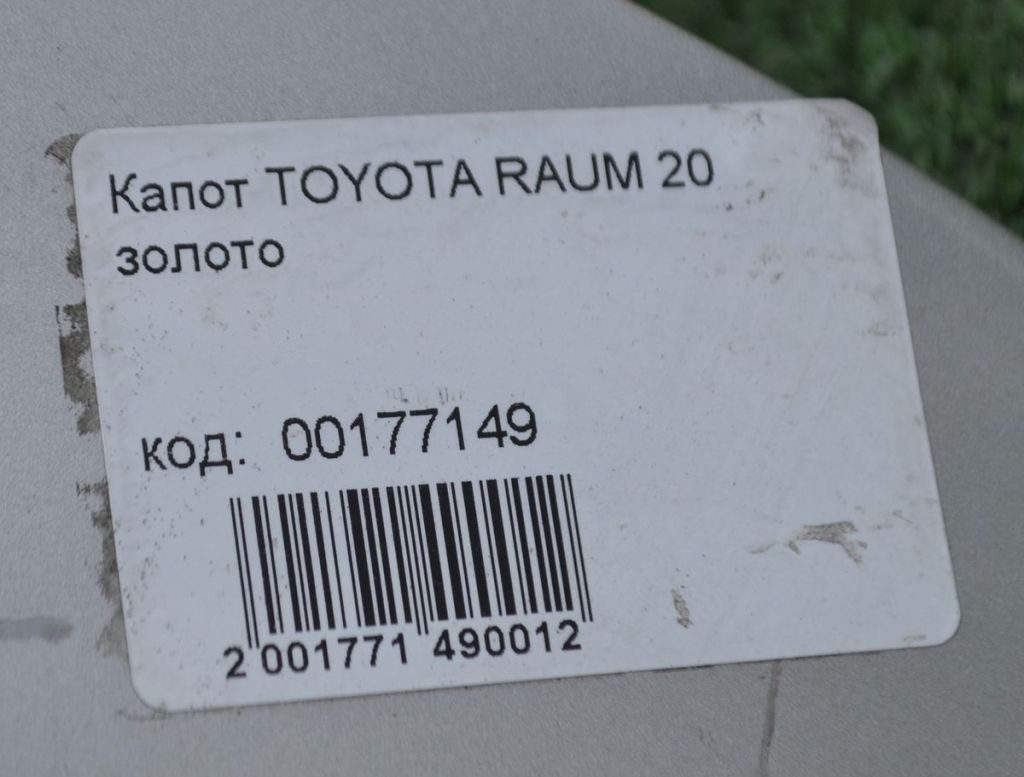 Капот TOYOTA RAUM 20
золото
код: 00177149
2 001771 490012